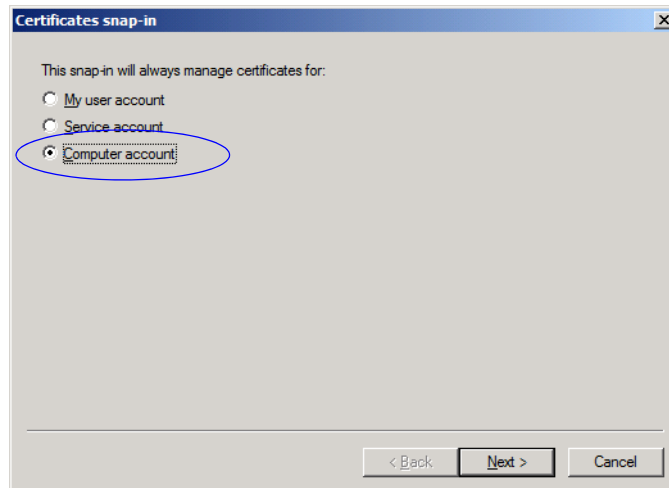 Certificates snap-in
This snap-in will always manage certificates for:
My user account
Service account
Computer account
< Back
Next >
Cancel